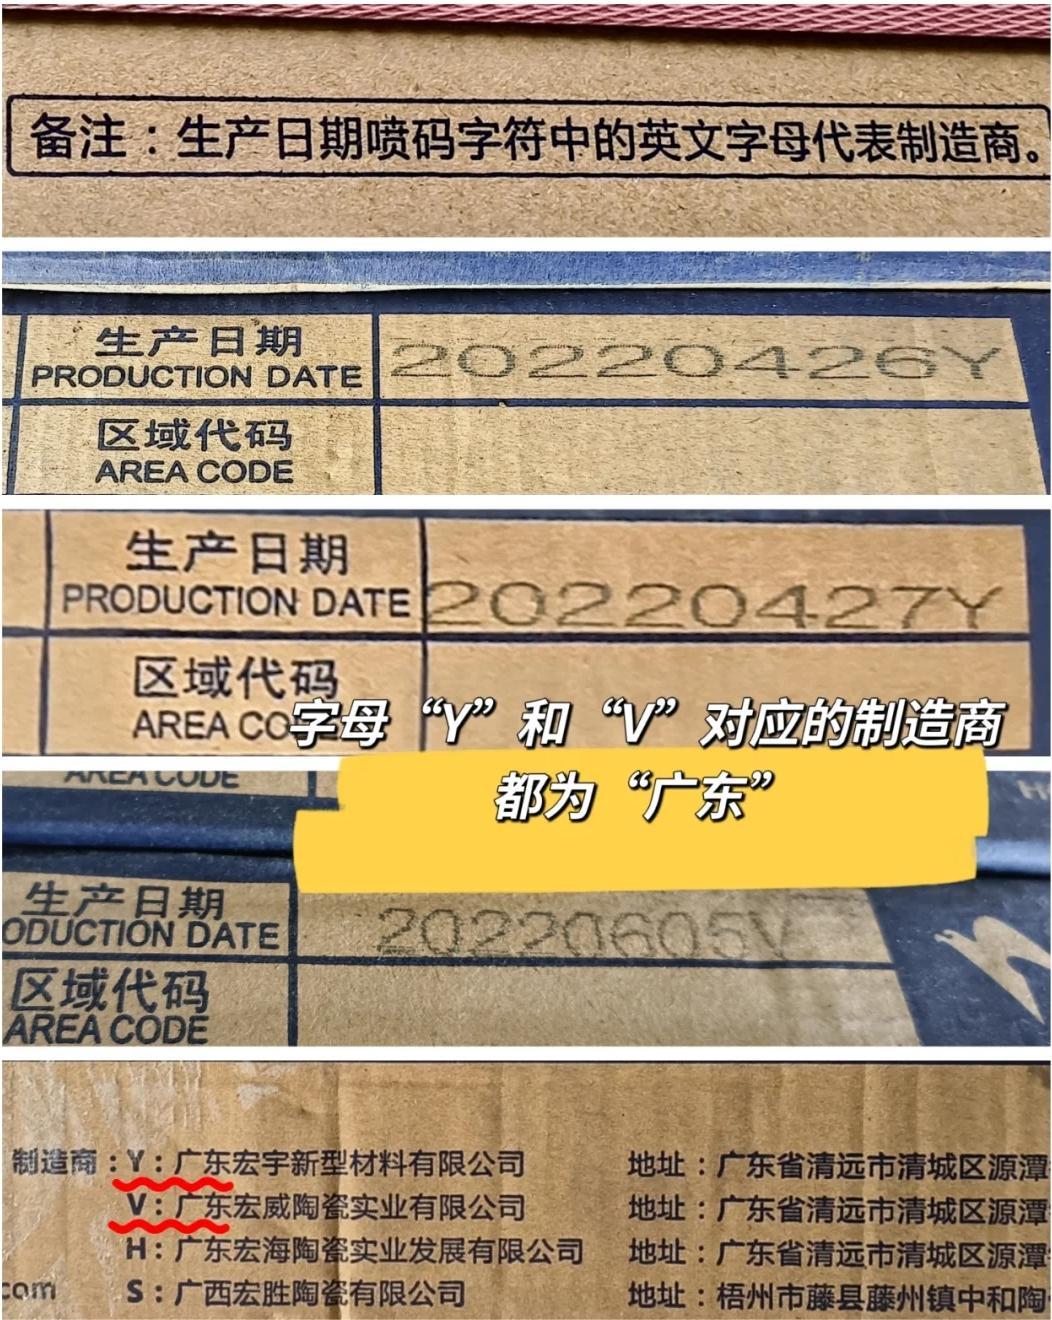 备注：生产日期喷码字符中的英文字母代表制造商。
生产日期
PRODUCTION DATE
20220426Y
区域代码
AREA CODE
生产日期
PRODUCTION DATE
20220427Y
区域代码
AREA CO
字母“Y”和“V”对应的制造商
都为“广东”
AREA CODE
生产日期
ODUCTION DATE
20220605V
区域代码
AREA CODE
制造商：Y：广东宏宇新型材料有限公司 地址：广东省清远市清城区源潭
V：广东宏威陶瓷实业有限公司 地址：广东省清远市清城区源潭
H：广东宏海陶瓷实业发展有限公司 地址：广东省清远市清城区源潭
com S：广西宏胜陶瓷有限公司 地址：梧州市藤县藤州镇中和陶